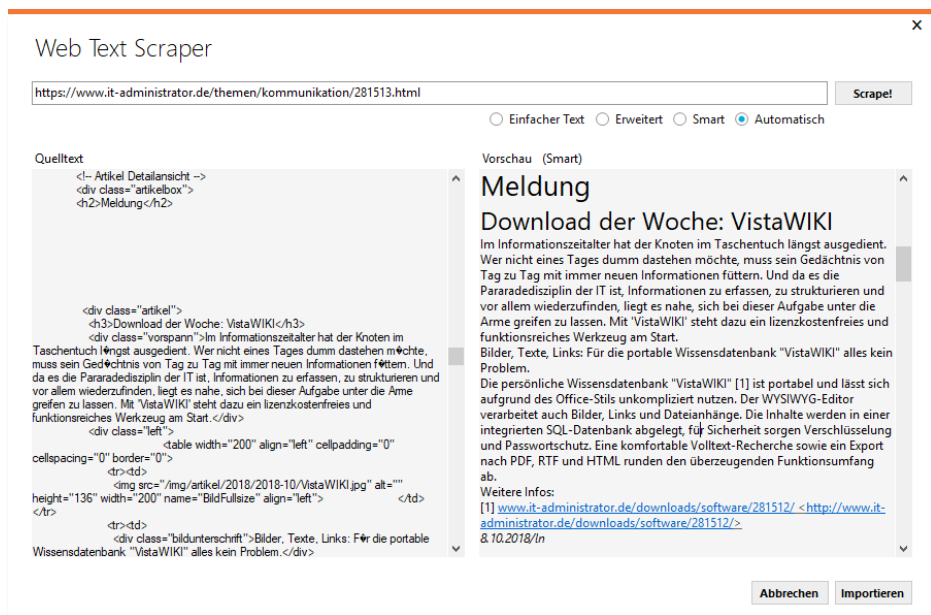 Web Text Scraper
https://www.it-administrator.de/themen/kommunikation/281513.html
Scrape!
Einfacher Text
Erweitert
Smart
Automatisch
Quelltext
<!-- Artikel Detailansicht -->
<div class="artikelbox">
<h2>Meldung</h2>
<div class="artikel">
<h3>Download der Woche: VistaWIKI</h3>
<div class="vorspann">Im Informationszeitalter hat der Knoten im
Taschentuch l�ngst ausgedient. Wer nicht eines Tages dumm dastehen m�chte,
muss sein Ged�chtnis von Tag zu Tag mit immer neuen Informationen f�ttern. Und
da es die Pararadedisziplin der IT ist, Informationen zu erfassen, zu strukturieren und
vor allem wiederzufinden, liegt es nahe, sich bei dieser Aufgabe unter die Arme
greifen zu lassen. Mit 'VistaWIKI' steht dazu ein lizenzkostenfreies und
funktionsreiches Werkzeug am Start.</div>
<div class="left">
<table width="200" align="left" cellpadding="0"
cellspacing="0" border="0">
<tr><td>
<img src="/img/artikel/2018/2018-10/VistaWIKI.jpg" alt=""
height="136" width="200" name="BildFullsize" align="left"> </td>
</tr>
<tr><td>
<div class="bildunterschrift">Bilder, Texte, Links: F�r die portable
Wissensdatenbank "VistaWIKI" alles kein Problem.</div>
Vorschau (Smart)
Meldung
Download der Woche: VistaWIKI
Im Informationszeitalter hat der Knoten im Taschentuch längst ausgedient.
Wer nicht eines Tages dumm dastehen möchte, muss sein Gedächtnis von
Tag zu Tag mit immer neuen Informationen füttern. Und da es die
Pararadedisziplin der IT ist, Informationen zu erfassen, zu strukturieren und
vor allem wiederzufinden, liegt es nahe, sich bei dieser Aufgabe unter die
Arme greifen zu lassen. Mit 'VistaWIKI' steht dazu ein lizenzkostenfreies und
funktionsreiches Werkzeug am Start.
Bilder, Texte, Links: Für die portable Wissensdatenbank "VistaWIKI" alles kein
Problem.
Die persönliche Wissensdatenbank "VistaWIKI" [1] ist portabel und lässt sich
aufgrund des Office-Stils unkompliziert nutzen. Der WYSIWYG-Editor
verarbeitet auch Bilder, Links und Dateianhänge. Die Inhalte werden in einer
integrierten SQL-Datenbank abgelegt, für Sicherheit sorgen Verschlüsselung
und Passwortschutz. Eine komfortable Volltext-Recherche sowie ein Export
nach PDF, RTF und HTML runden den überzeugenden Funktionsumfang
ab.
Weitere Infos:
[1] www.it-administrator.de/downloads/software/281512/ <http://www.it-
administrator.de/downloads/software/281512/>
8.10.2018/ln
Abbrechen
Importieren